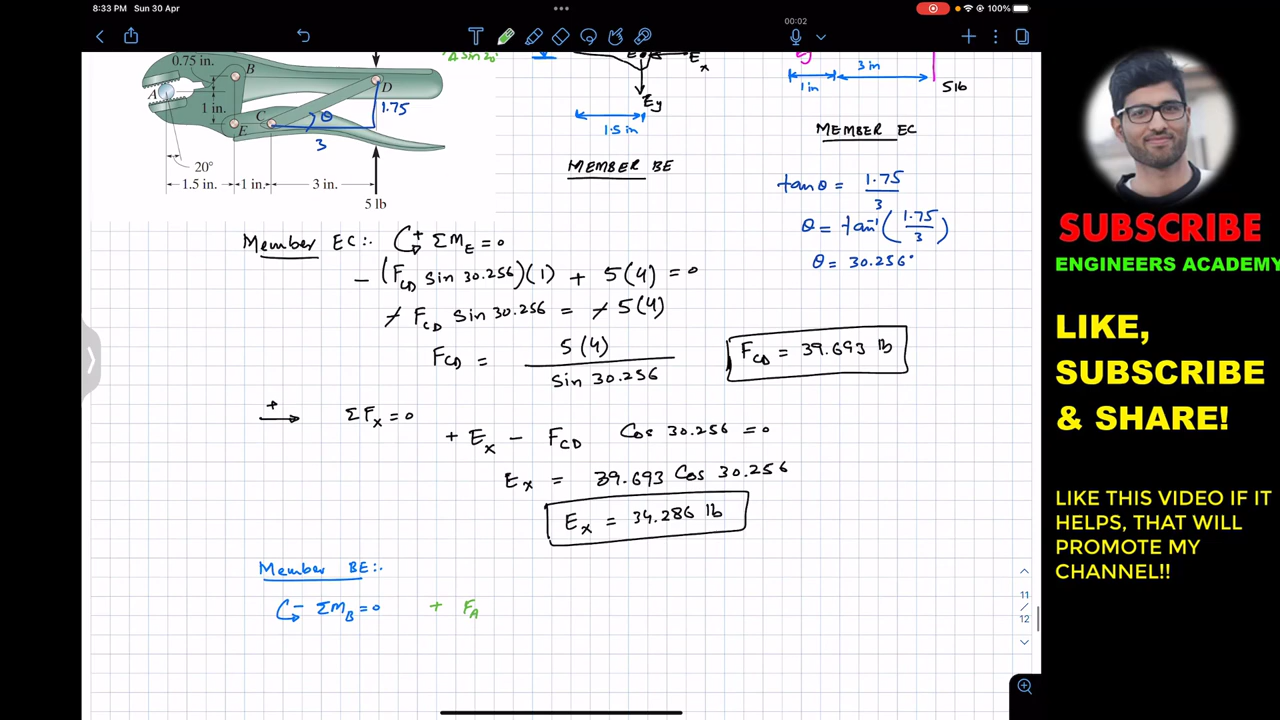 8:33 PM Sun 30 Apr
100%
00:02
0.75 in.
B
A
D
1 in.
C
θ
1.75
E
3
20°
1.5 in.
1 in.
3 in.
5 lb
A sin 20°
Ex
Ey
1.5 in
MEMBER BE
1 in
3 in
5 lb
MEMBER EC
tanθ = 1.75/3
θ = tan⁻¹(1.75/3)
θ = 30.256°
Member EC:- + ΣM_E = 0
- (F_CD Sin 30.256)(1) + 5(4) = 0
- F_CD Sin 30.256 = - 5(4)
F_CD = 5(4) / Sin 30.256
F_CD = 39.693 lb
+ → ΣF_x = 0
+ E_x - F_CD Cos 30.256 = 0
E_x = 39.693 Cos 30.256
E_x = 34.286 lb
Member BE:-
- ΣM_B = 0 + F_A
11
/
12
SUBSCRIBE
ENGINEERS ACADEMY
LIKE,
SUBSCRIBE
& SHARE!
LIKE THIS VIDEO IF IT
HELPS, THAT WILL
PROMOTE MY
CHANNEL!!